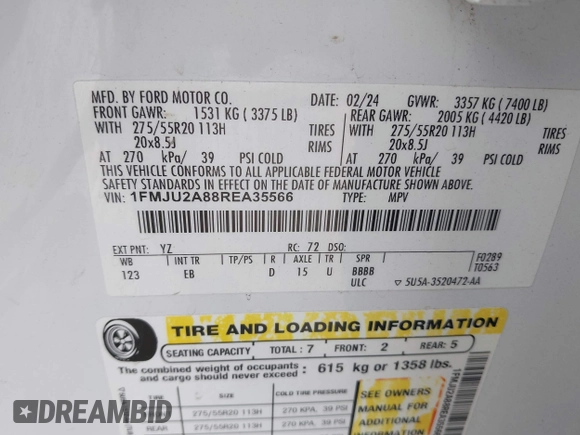 MFD. BY FORD MOTOR CO. DATE: 02/24 GVWR: 3357 KG ( 7400 LB)
FRONT GAWR: 1531 KG ( 3375 LB) REAR GAWR: 2005 KG ( 4420 LB)
WITH 275/55R20 113H TIRES WITH 275/55R20 113H TIRES
20x8.5J RIMS 20x8.5J RIMS
AT 270 kPa/ 39 PSI COLD AT 270 kPa/ 39 PSI COLD
THIS VEHICLE CONFORMS TO ALL APPLICABLE FEDERAL MOTOR VEHICLE
SAFETY STANDARDS IN EFFECT ON THE DATE OF MANUFACTURE SHOWN ABOVE.
VIN: 1FMJU2A88REA35566 TYPE: MPV
EXT PNT: YZ RC: 72 DSO:
WB INT TR TP/PS R AXLE TR SPR F0289
123 EB D 15 U BBBB T0563
ULC ▽ 5U5A-3520472-AA
TIRE AND LOADING INFORMATION
SEATING CAPACITY TOTAL : 7 FRONT: 2 REAR: 5
The combined weight of occupants and cargo should never exceed : 615 kg or 1358 lbs.
275/55R20 113H 270 KPA, 39 PSI
REAR 275/55R20 113H 270 KPA, 39 PSI
SEE OWNERS
MANUAL FOR
ADDITIONAL
DREAMBID